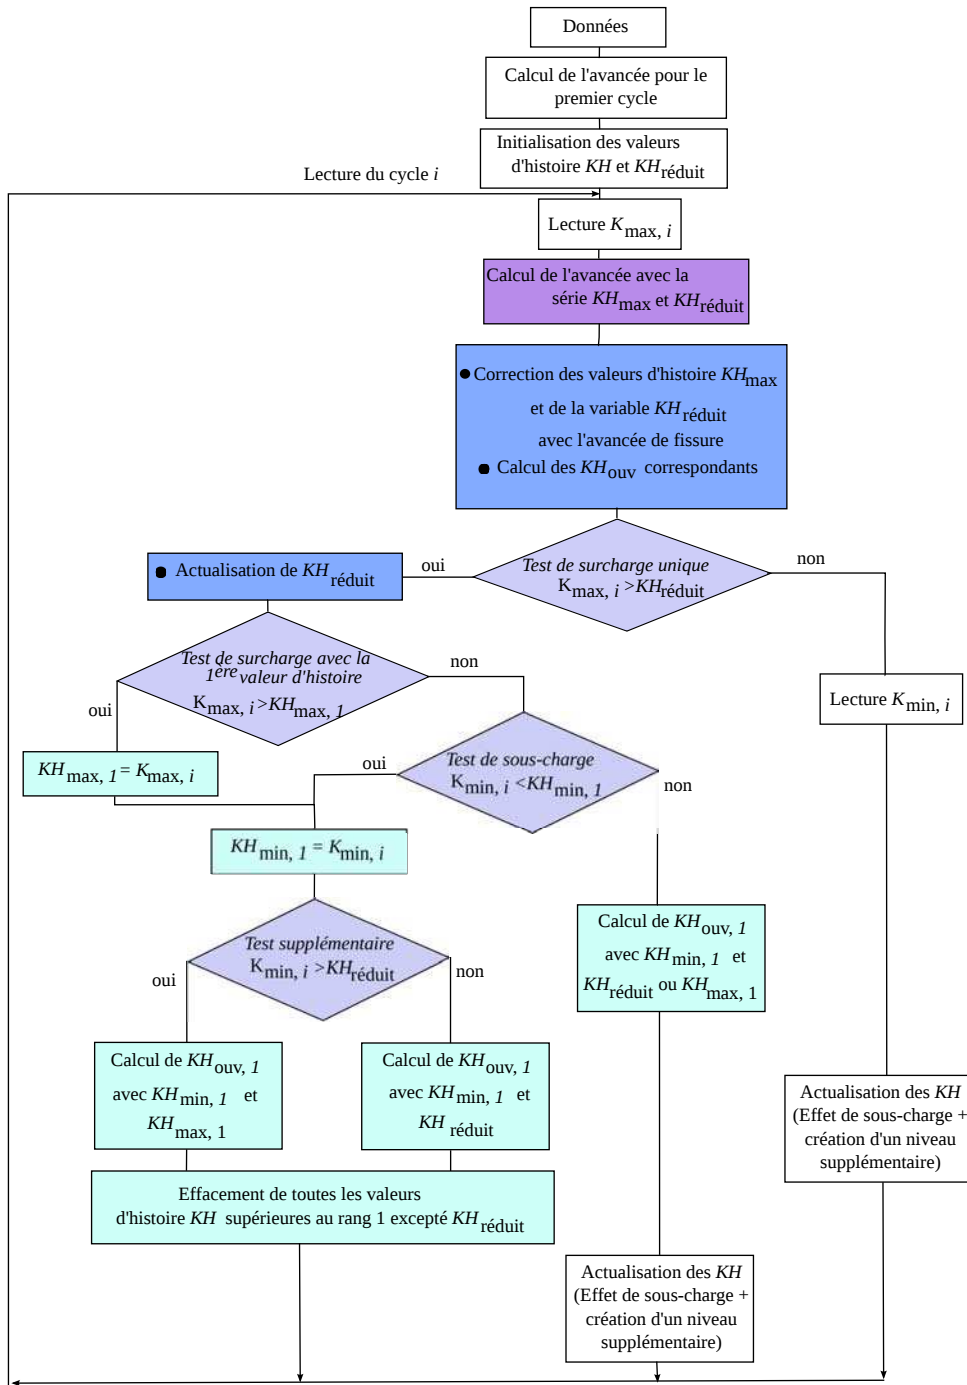 Données
Calcul de l'avancée pour le
premier cycle
Initialisation des valeurs
d'histoire KH et KHréduit
Lecture du cycle i
Lecture Kmax, i
Calcul de l'avancée avec la
série KHmax et KHréduit
● Correction des valeurs d'histoire KHmax
et de la variable KHréduit
avec l'avancée de fissure
● Calcul des KHouv correspondants
Test de surcharge unique
Kmax, i >KHréduit
oui
non
● Actualisation de KHréduit
Test de surcharge avec la
1ère valeur d'histoire
Kmax, i >KHmax, 1
oui
non
Lecture Kmin, i
KHmax, 1 = Kmax, i
Test de sous-charge
Kmin, i <KHmin, 1
oui
non
KHmin, 1 = Kmin, i
Test supplémentaire
Kmin, i >KHréduit
oui
non
Calcul de KHouv, 1
avec KHmin, 1 et
KHréduit ou KHmax, 1
Calcul de KHouv, 1
avec KHmin, 1 et
KHmax, 1
Calcul de KHouv, 1
avec KHmin, 1 et
KH réduit
Actualisation des KH
(Effet de sous-charge +
création d'un niveau
supplémentaire)
Effacement de toutes les valeurs
d'histoire KH supérieures au rang 1 excepté KHréduit
Actualisation des KH
(Effet de sous-charge +
création d'un niveau
supplémentaire)